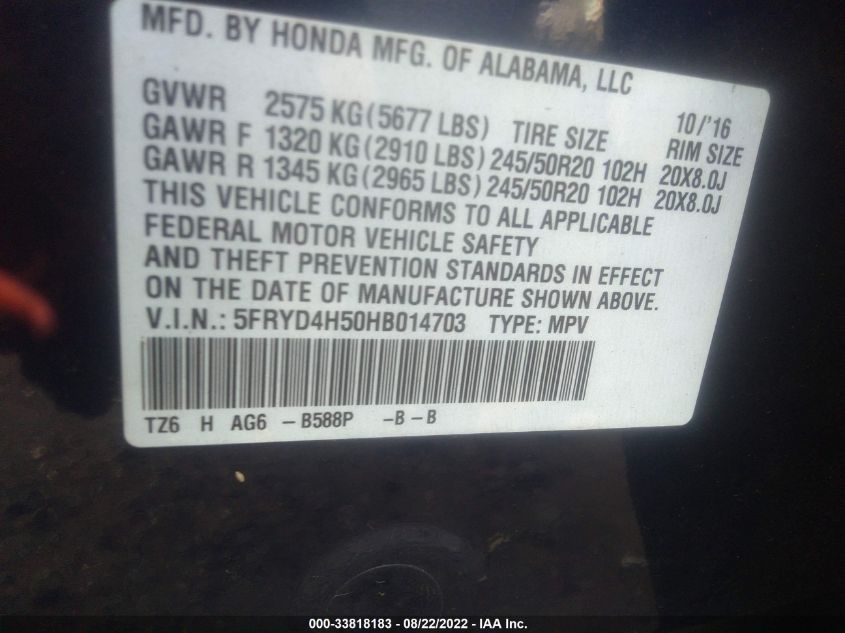 MFD. BY HONDA MFG. OF ALABAMA, LLC
10/'16
GVWR 2575 KG (5677 LBS) TIRE SIZE RIM SIZE
GAWR F 1320 KG (2910 LBS) 245/50R20 102H 20X8.0J
GAWR R 1345 KG (2965 LBS) 245/50R20 102H 20X8.0J
THIS VEHICLE CONFORMS TO ALL APPLICABLE
FEDERAL MOTOR VEHICLE SAFETY
AND THEFT PREVENTION STANDARDS IN EFFECT
ON THE DATE OF MANUFACTURE SHOWN ABOVE.
V.I.N.: 5FRYD4H50HB014703 TYPE: MPV
TZ6 H AG6 - B588P - B - B
000-33818183 - 08/22/2022 - IAA Inc.